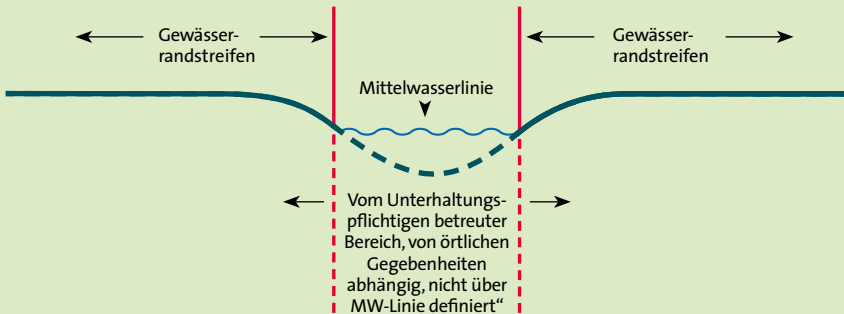 Gewässer-
randstreifen
Gewässer-
randstreifen
Mittelwasserlinie
Vom Unterhaltungs-
pflichtigen betreuter
Bereich, von örtlichen
Gegebenheiten
abhängig, nicht über
MW-Linie definiert“